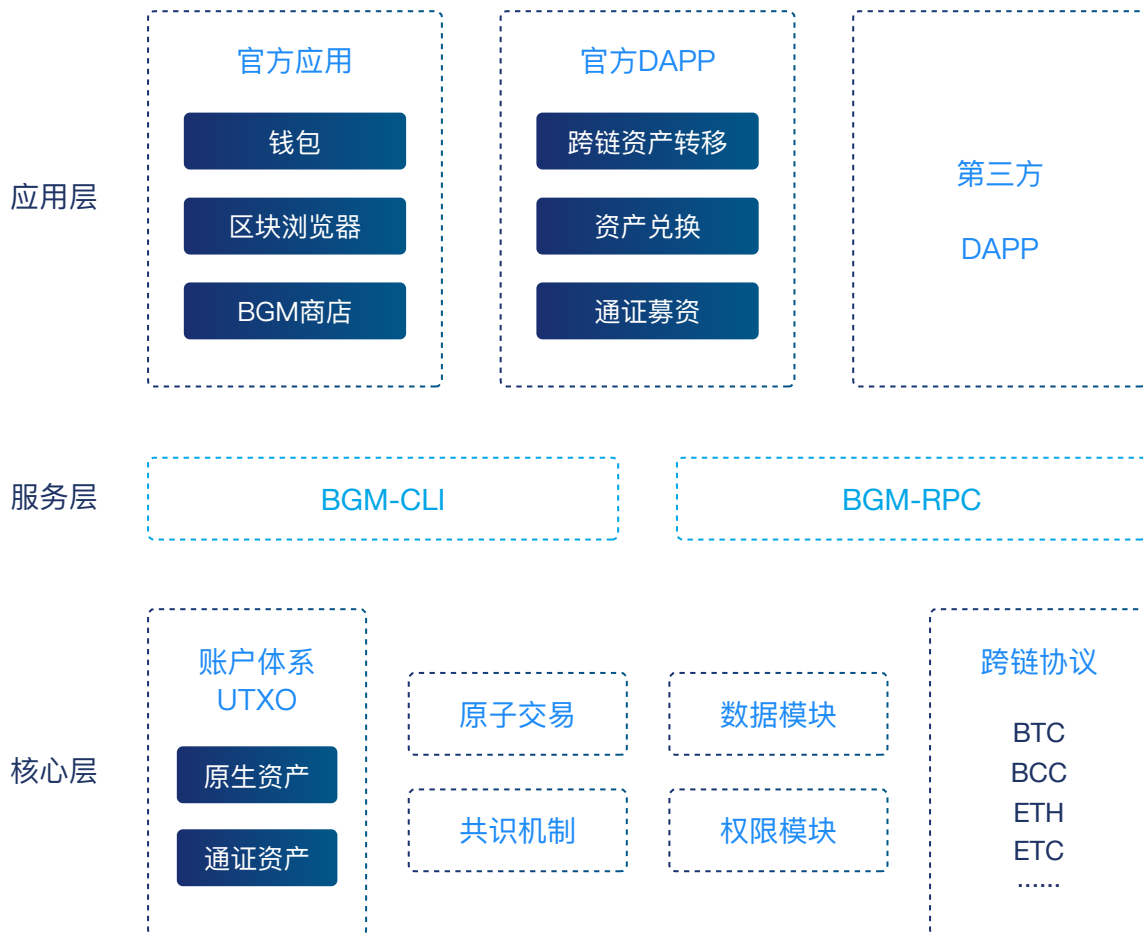 官方应用
官方DAPP
钱包
跨链资产转移
第三方
应用层
区块浏览器
资产兑换
DAPP
BGM商店
通证募资
服务层
BGM-CLI
BGM-RPC
账户体系
UTXO
跨链协议
原子交易
数据模块
BTC
核心层
原生资产
BCC
ETH
共识机制
权限模块
通证资产
ETC
......